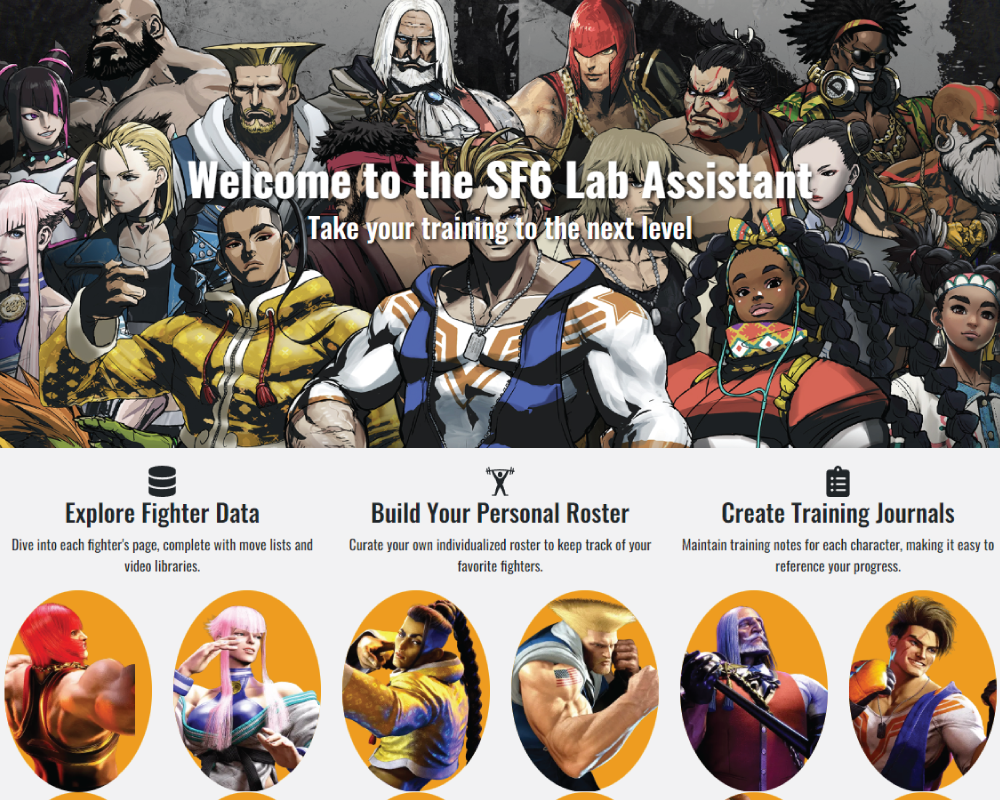 Welcome to the SF6 Lab Assistant
Take your training to the next level
Explore Fighter Data
Dive into each fighter's page, complete with move lists and
video libraries.
Build Your Personal Roster
Curate your own individualized roster to keep track of your
favorite fighters.
Create Training Journals
Maintain training notes for each character, making it easy to
reference your progress.